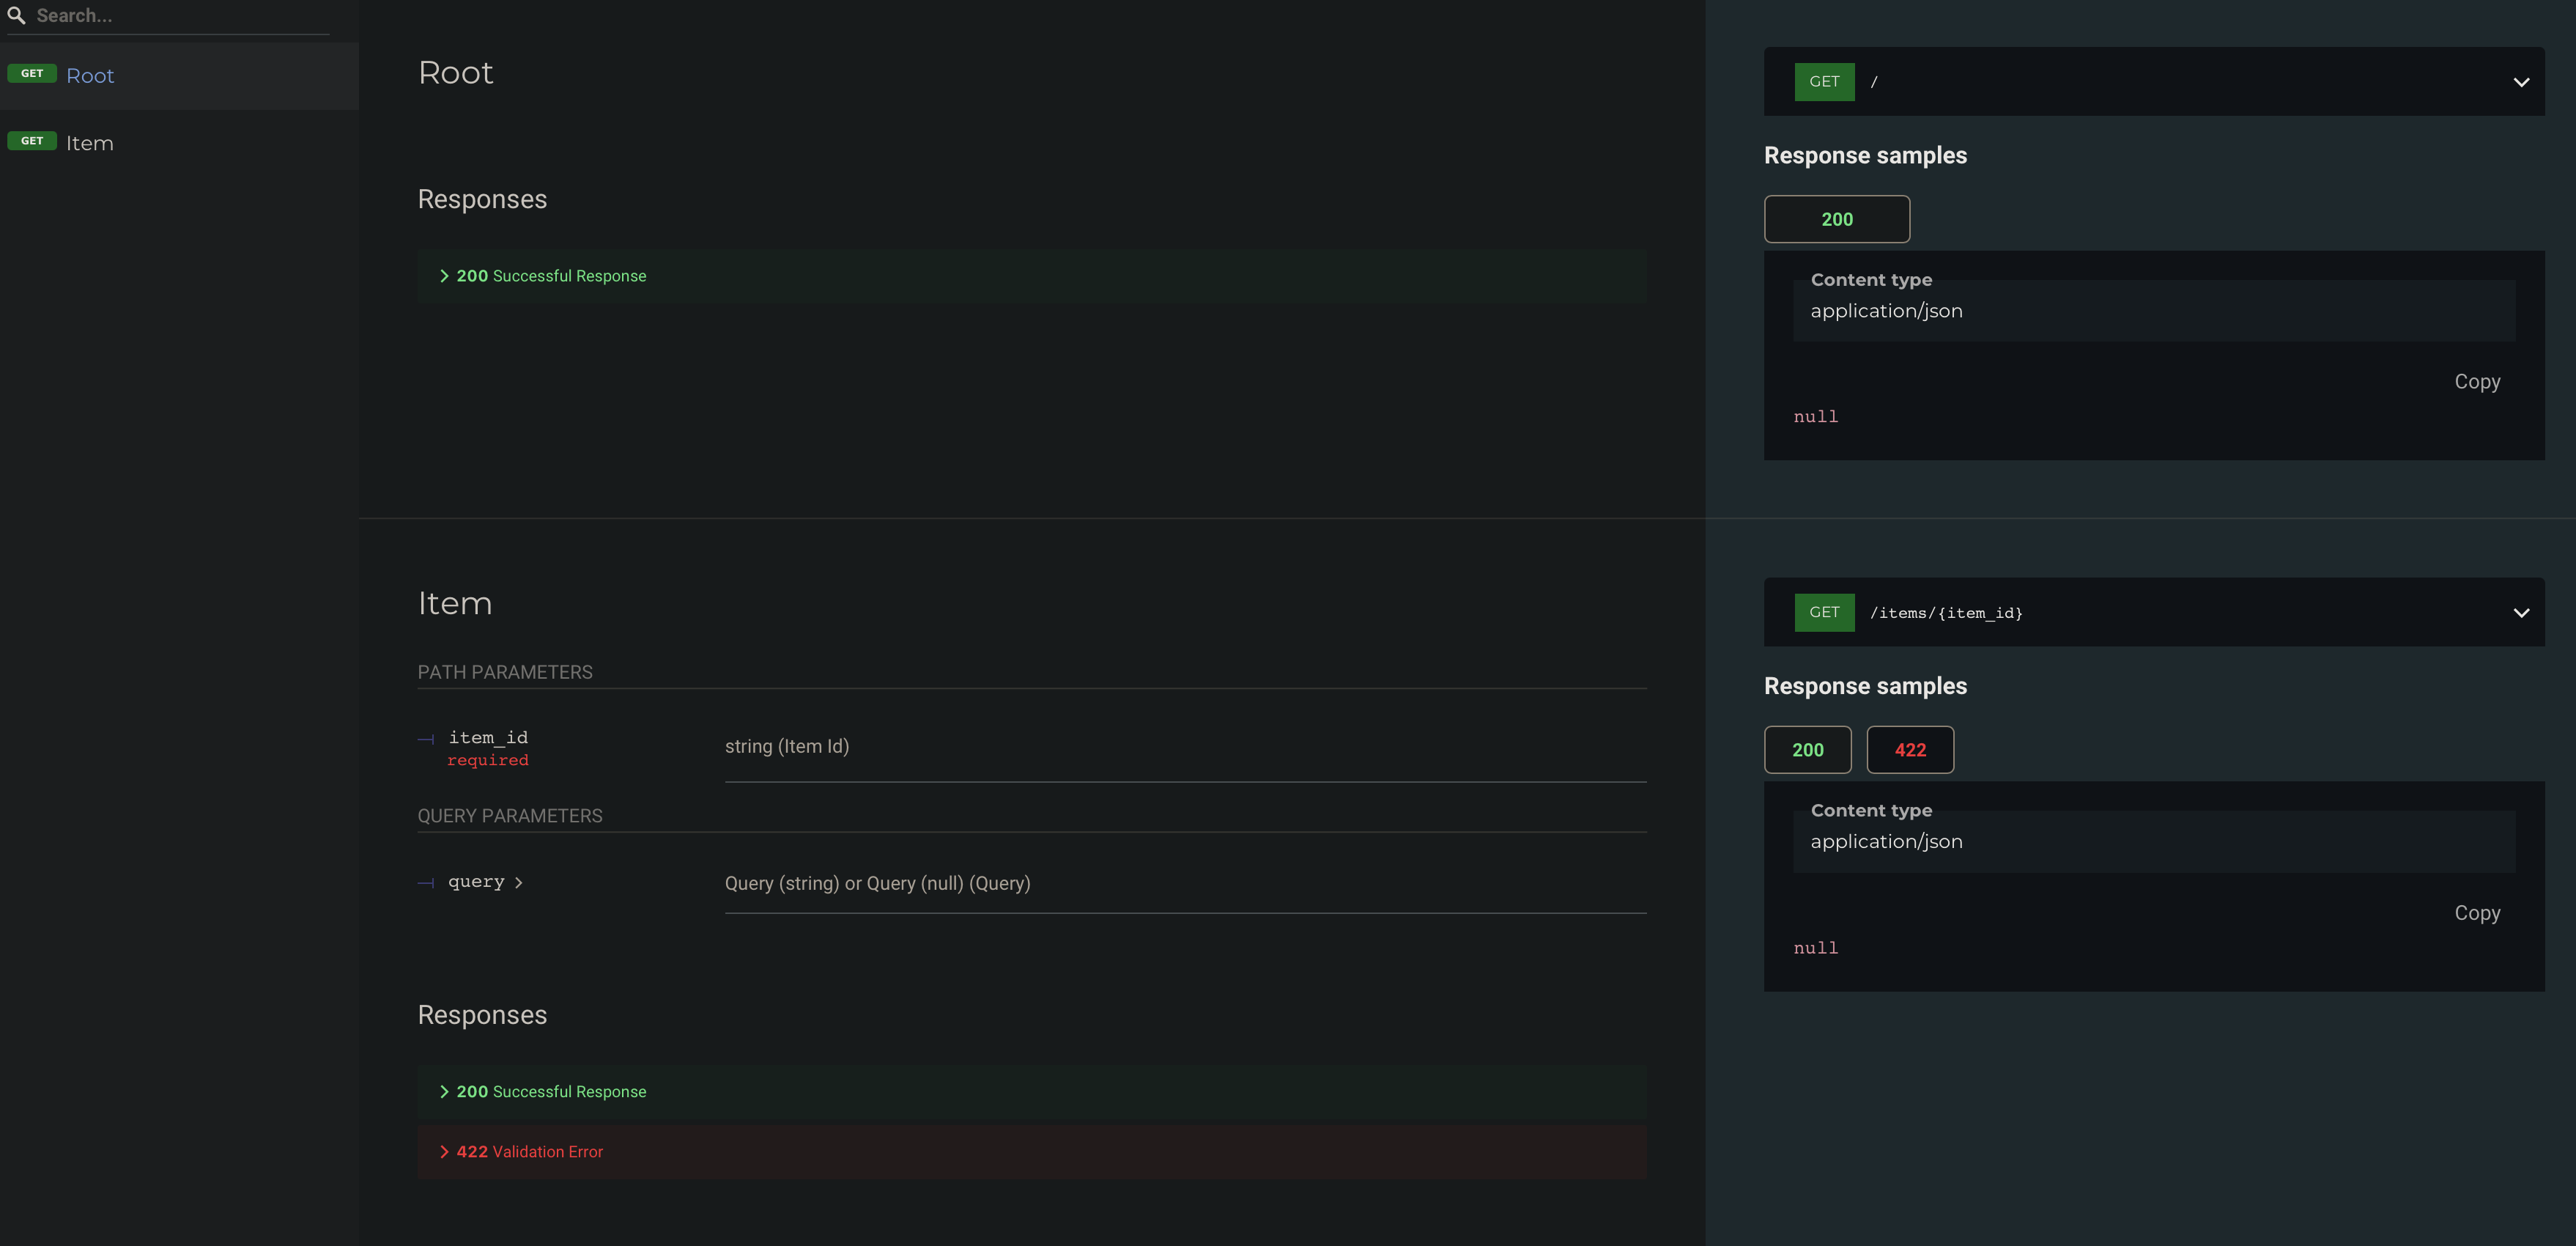 Search...
GET Root
GET Item
Root
Responses
200 Successful Response
GET /
Response samples
200
Content type
application/json
Copy
null
Item
PATH PARAMETERS
item_id
required
string (Item Id)
QUERY PARAMETERS
query
Query (string) or Query (null) (Query)
Responses
200 Successful Response
422 Validation Error
GET /items/{item_id}
Response samples
200 422
Content type
application/json
Copy
null